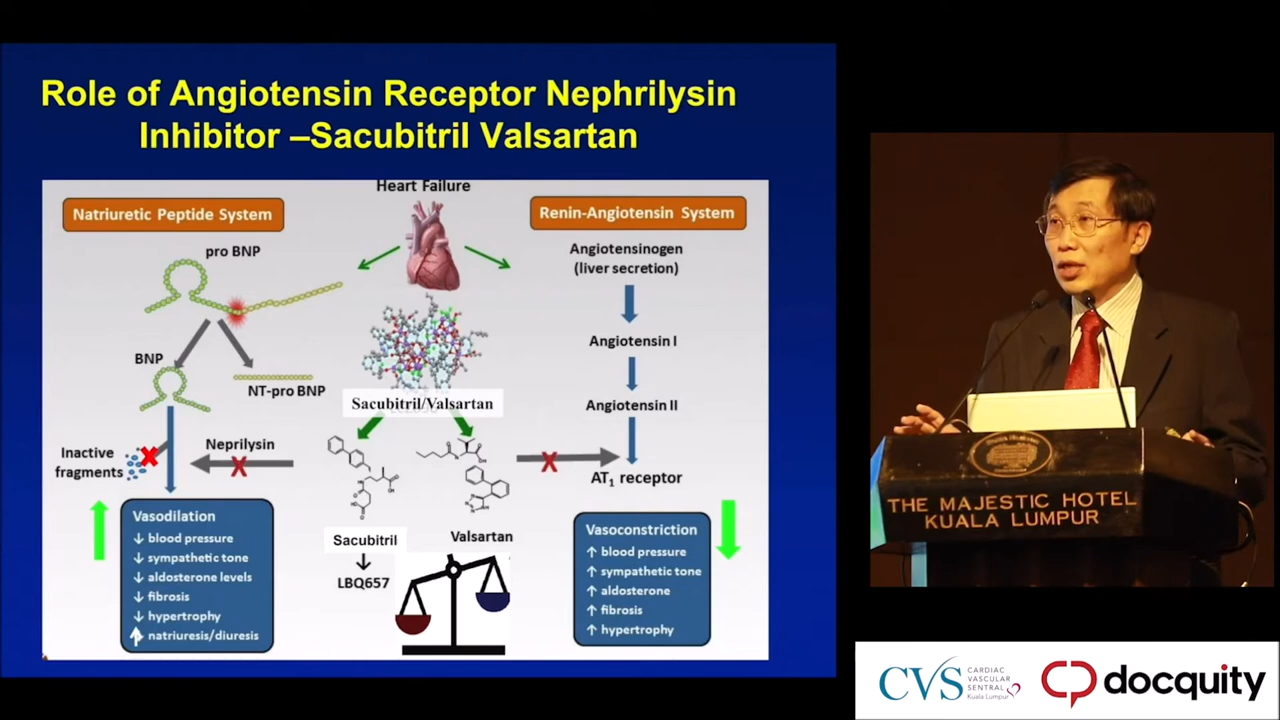 Role of Angiotensin Receptor Nephrilysin
Inhibitor –Sacubitril Valsartan
Heart Failure
Natriuretic Peptide System
pro BNP
BNP
NT-pro BNP
Inactive
fragments
Neprilysin
Vasodilation
↓ blood pressure
↓ sympathetic tone
↓ aldosterone levels
↓ fibrosis
↓ hypertrophy
↑ natriuresis/diuresis
Sacubitril/Valsartan
Sacubitril
↓
LBQ657
Valsartan
Renin-Angiotensin System
Angiotensinogen
(liver secretion)
Angiotensin I
Angiotensin II
AT₁ receptor
Vasoconstriction
↑ blood pressure
↑ sympathetic tone
↑ aldosterone
↑ fibrosis
↑ hypertrophy
THE MAJESTIC HOTEL
KUALA LUMPUR
CVS
CARDIAC
VASCULAR
SENTRAL
Kuala Lumpur
docquity